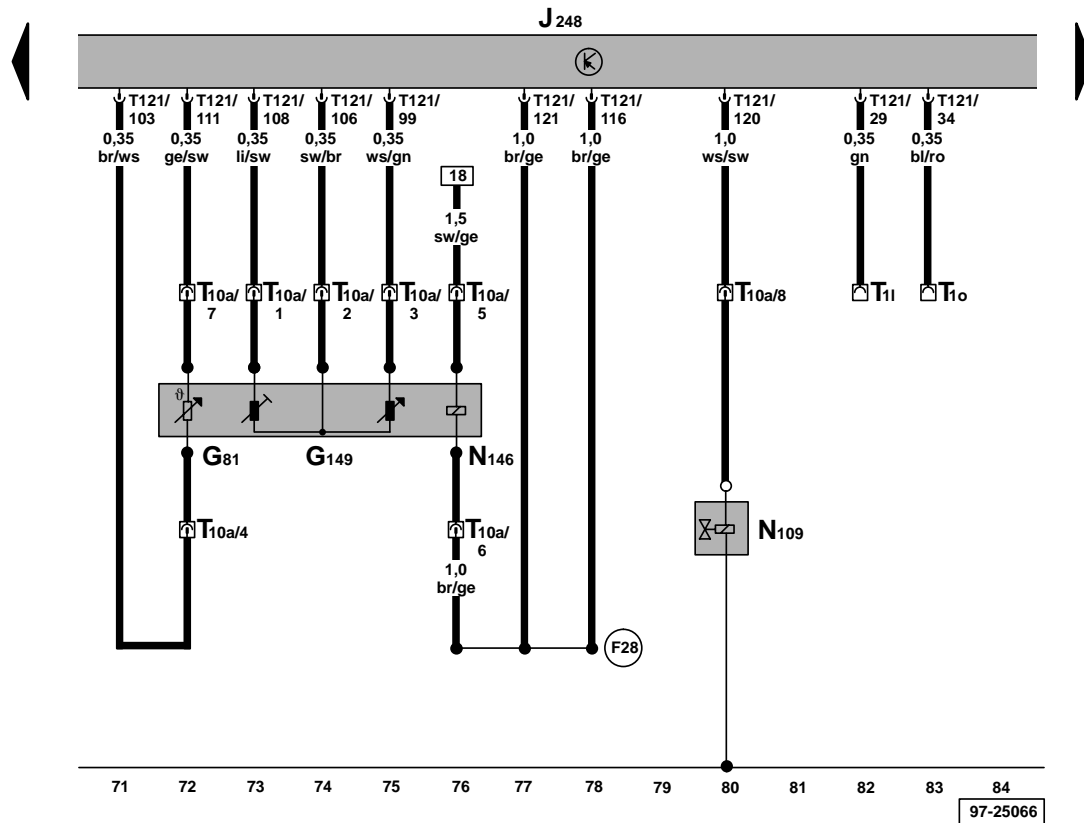 J248
T121/ T121/ T121/ T121/ T121/ T121/ T121/ T121/ T121/ T121/
103 111 108 106 99 121 116 120 29 34
0,35 0,35 0,35 0,35 0,35 1,0 1,0 1,0 0,35 0,35
br/ws ge/sw li/sw sw/br ws/gn br/ge br/ge ws/sw gn bl/ro
18
1,5
sw/ge
T10a/ T10a/ T10a/ T10a/ T10a/ T10a/8 T1l T1o
7 1 2 3 5
ϑ
G81 G149 N146
T10a/4 T10a/ N109
6
1,0
br/ge
F28
71 72 73 74 75 76 77 78 79 80 81 82 83 84
97-25066